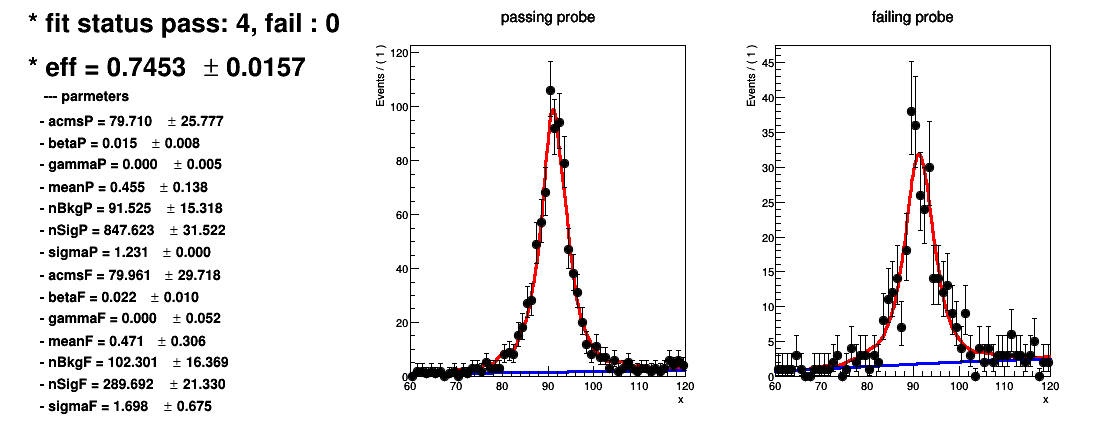 * fit status pass: 4, fail : 0
* eff = 0.7453 ± 0.0157
--- parmeters
- acmsP = 79.710 ± 25.777
- betaP = 0.015 ± 0.008
- gammaP = 0.000 ± 0.005
- meanP = 0.455 ± 0.138
- nBkgP = 91.525 ± 15.318
- nSigP = 847.623 ± 31.522
- sigmaP = 1.231 ± 0.000
- acmsF = 79.961 ± 29.718
- betaF = 0.022 ± 0.010
- gammaF = 0.000 ± 0.052
- meanF = 0.471 ± 0.306
- nBkgF = 102.301 ± 16.369
- nSigF = 289.692 ± 21.330
- sigmaF = 1.698 ± 0.675
passing probe
Events / ( 1 )
120
100
80
60
40
20
0
60 70 80 90 100 110 120
x
failing probe
Events / ( 1 )
45
40
35
30
25
20
15
10
5
0
60 70 80 90 100 110 120
x